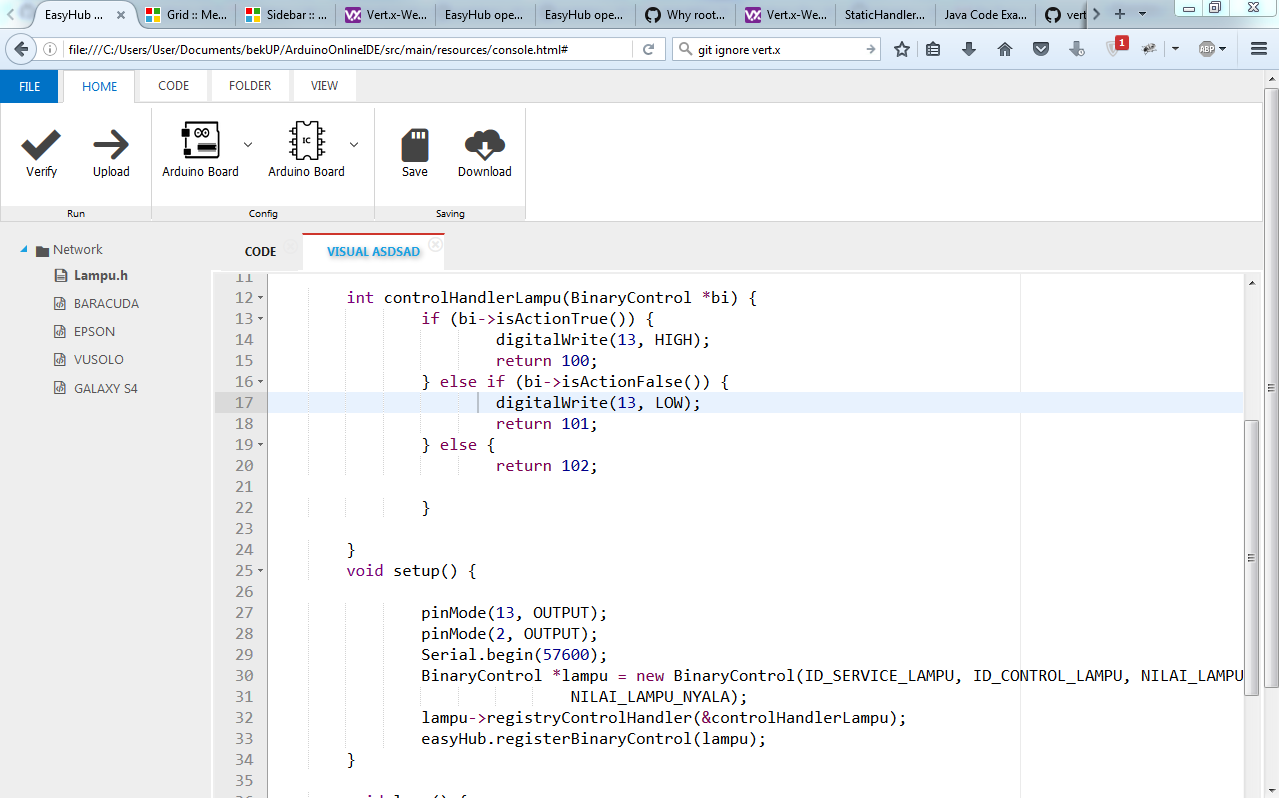 EasyHub ...
Grid :: Me...
Sidebar :: ...
Vert.x-We...
EasyHub ope...
EasyHub ope...
Why root...
Vert.x-We...
StaticHandler...
Java Code Exa...
vert
file:///C:/Users/User/Documents/bekUP/ArduinoOnlineIDE/src/main/resources/console.html#
git ignore vert.x
1
ABP
FILE
HOME
CODE
FOLDER
VIEW
IC
Verify
Upload
Arduino Board
Arduino Board
Save
Download
Run
Config
Saving
Network
Lampu.h
BARACUDA
EPSON
VUSOLO
GALAXY S4
CODE
VISUAL ASDSAD
11
12 int controlHandlerLampu(BinaryControl *bi) {
13 if (bi->isActionTrue()) {
14 digitalWrite(13, HIGH);
15 return 100;
16 } else if (bi->isActionFalse()) {
17 digitalWrite(13, LOW);
18 return 101;
19 } else {
20 return 102;
21
22 }
23
24 }
25 void setup() {
26
27 pinMode(13, OUTPUT);
28 pinMode(2, OUTPUT);
29 Serial.begin(57600);
30 BinaryControl *lampu = new BinaryControl(ID_SERVICE_LAMPU, ID_CONTROL_LAMPU, NILAI_LAMPU
31 NILAI_LAMPU_NYALA);
32 lampu->registryControlHandler(&controlHandlerLampu);
33 easyHub.registerBinaryControl(lampu);
34 }
35